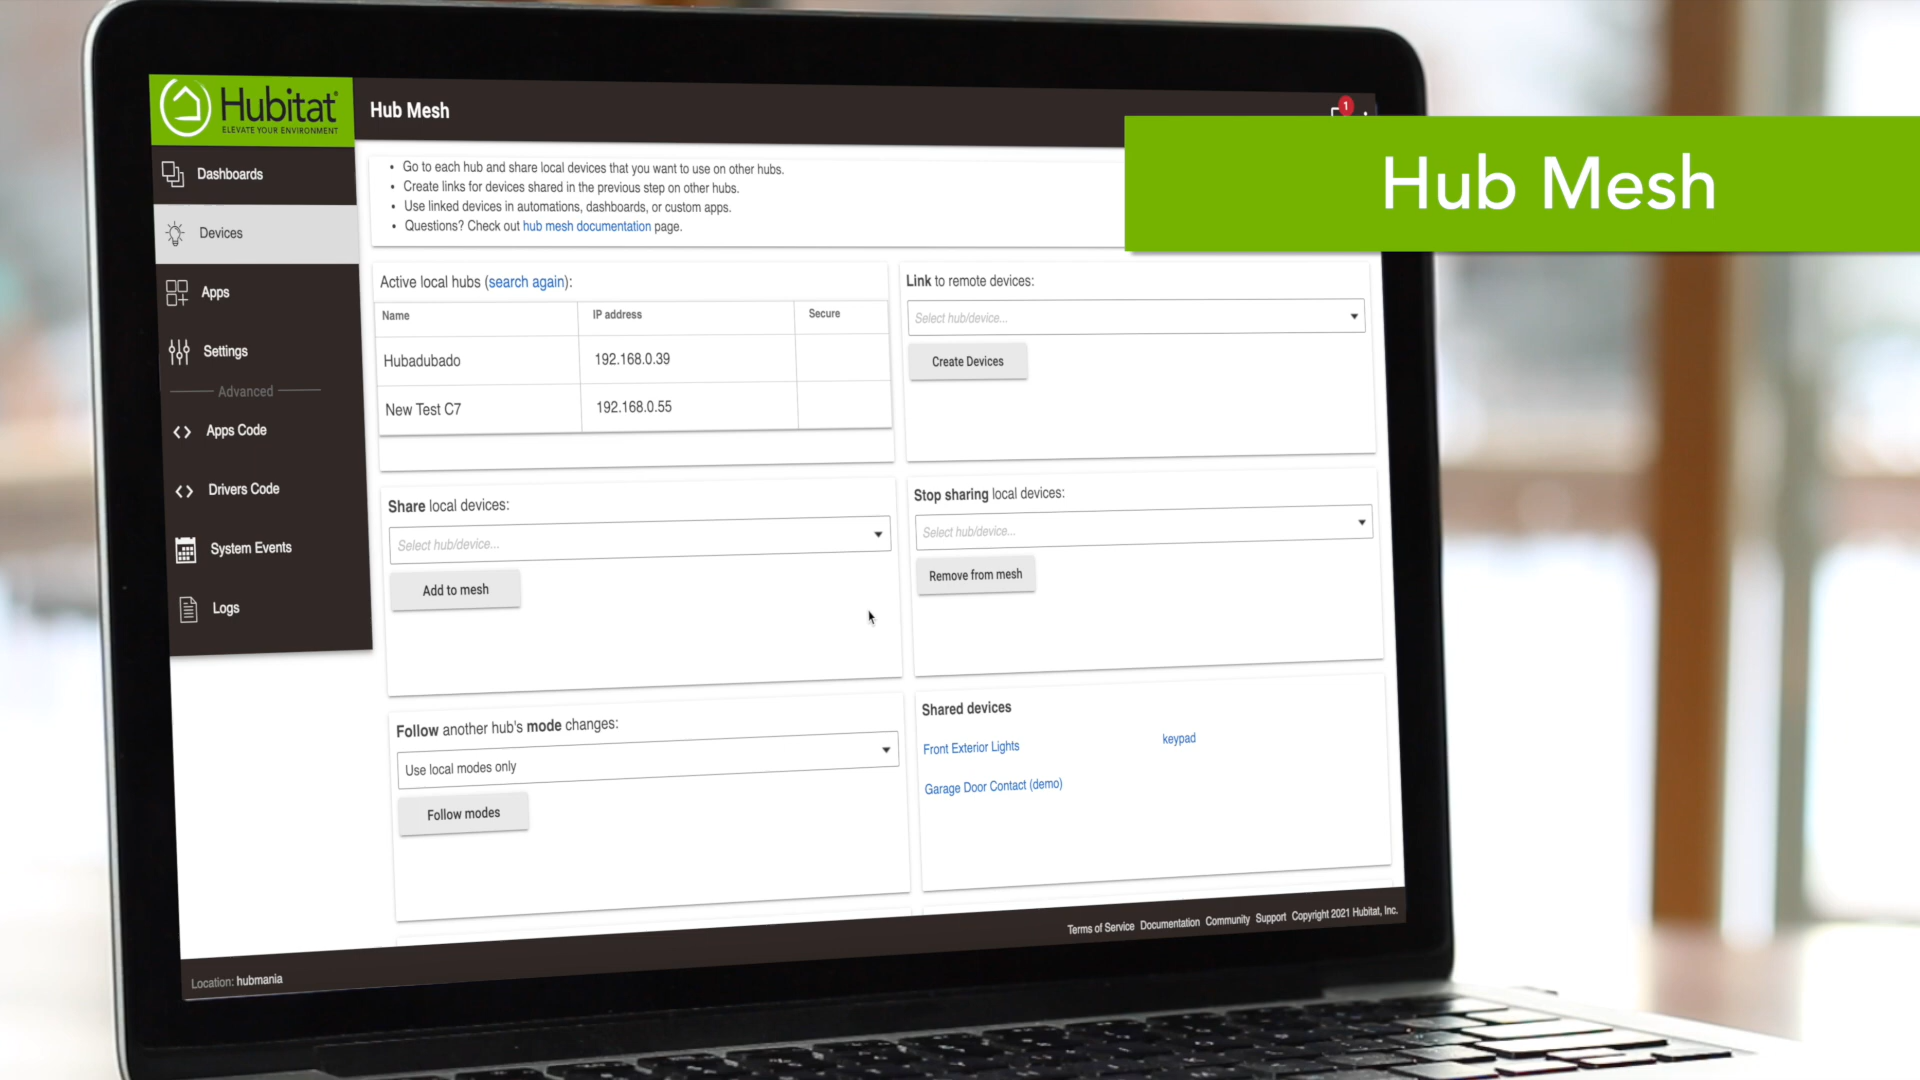 Hubitat®
ELEVATE YOUR ENVIRONMENT
Hub Mesh
1
Hub Mesh
Dashboards
Devices
Apps
Settings
Advanced
Apps Code
Drivers Code
System Events
Logs
• Go to each hub and share local devices that you want to use on other hubs.
• Create links for devices shared in the previous step on other hubs.
• Use linked devices in automations, dashboards, or custom apps.
• Questions? Check out hub mesh documentation page.
Active local hubs (search again):
Name IP address Secure
Hubadubado 192.168.0.39
New Test C7 192.168.0.55
Link to remote devices:
Select hub/device...
Create Devices
Share local devices:
Select hub/device...
Add to mesh
Stop sharing local devices:
Select hub/device...
Remove from mesh
Follow another hub's mode changes:
Use local modes only
Follow modes
Shared devices
Front Exterior Lights keypad
Garage Door Contact (demo)
Terms of Service Documentation Community Support Copyright 2021 Hubitat, Inc.
Location: hubmania